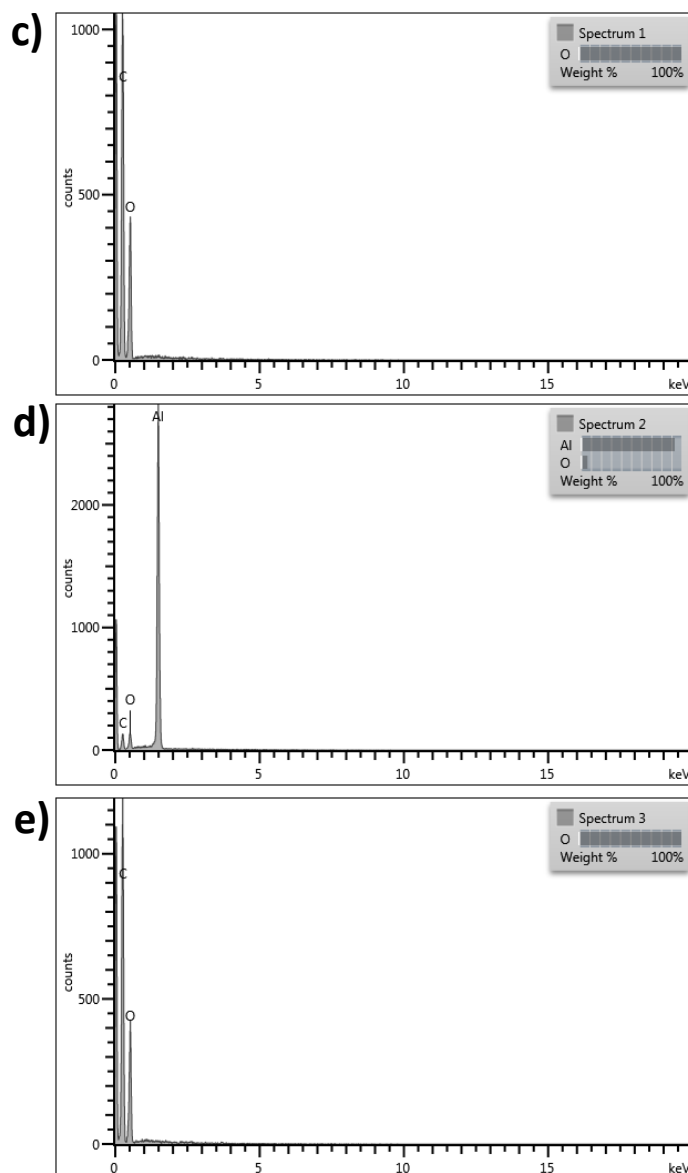 c)
1000
Spectrum 1
O
Weight % 100%
C
counts
500
O
0
0 5 10 15 keV
d)
Al
Spectrum 2
Al
O
Weight % 100%
2000
counts
1000
O
C
0
0 5 10 15 keV
e)
Spectrum 3
O
Weight % 100%
1000
C
counts
500
O
0
0 5 10 15 keV